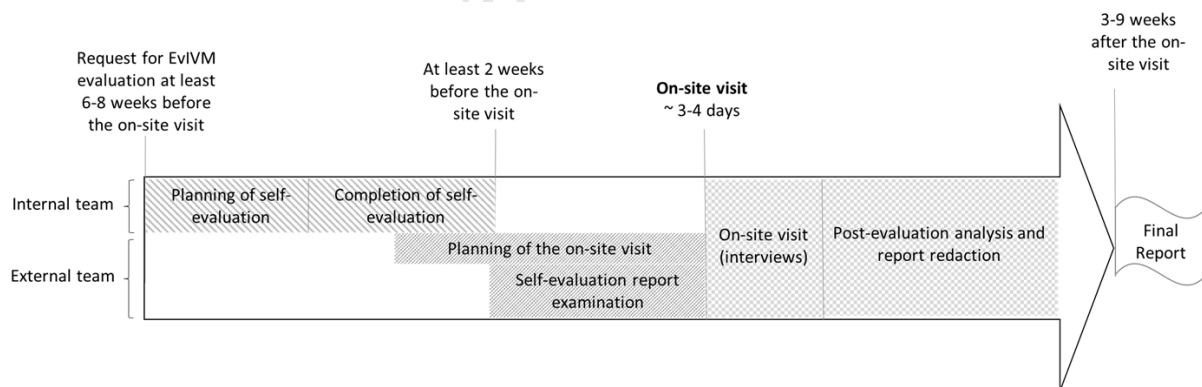 Request for EvIVM
evaluation at least
6-8 weeks before
the on-site visit
At least 2 weeks
before the on-
site visit
On-site visit
~ 3-4 days
3-9 weeks
after the on-
site visit
Internal team
External team
Planning of self-
evaluation
Completion of self-
evaluation
Planning of the on-site visit
Self-evaluation report
examination
On-site visit
(interviews)
Post-evaluation analysis and
report redaction
Final
Report